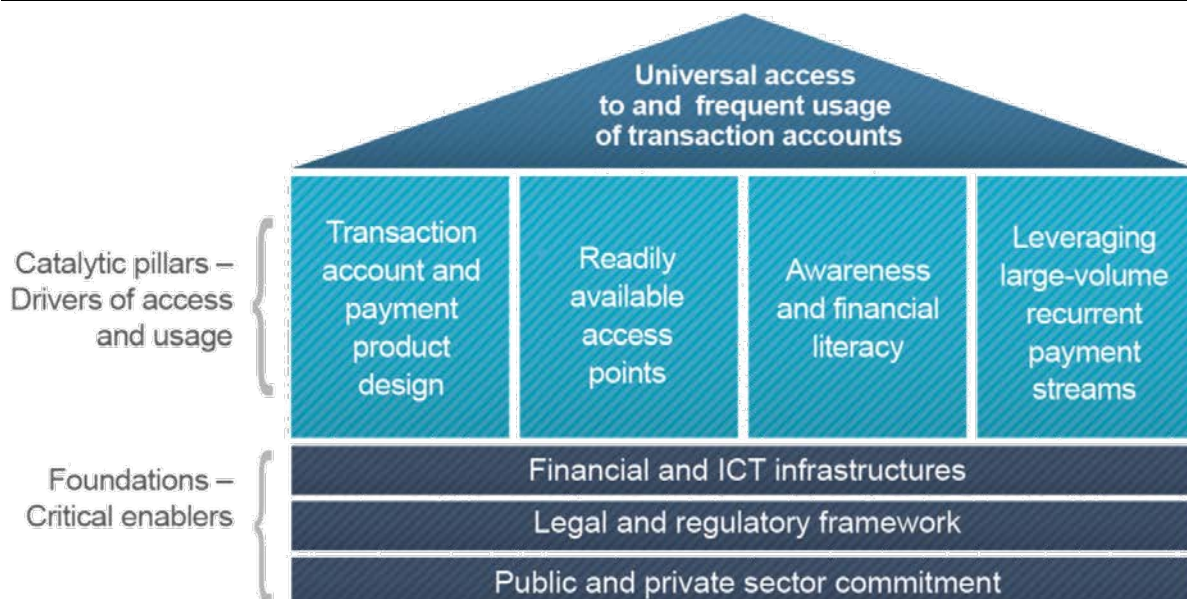 Universal access
to and frequent usage
of transaction accounts
Catalytic pillars –
Drivers of access
and usage
Transaction
account and
payment
product
design
Readily
available
access
points
Awareness
and financial
literacy
Leveraging
large-volume
recurrent
payment
streams
Foundations –
Critical enablers
Financial and ICT infrastructures
Legal and regulatory framework
Public and private sector commitment